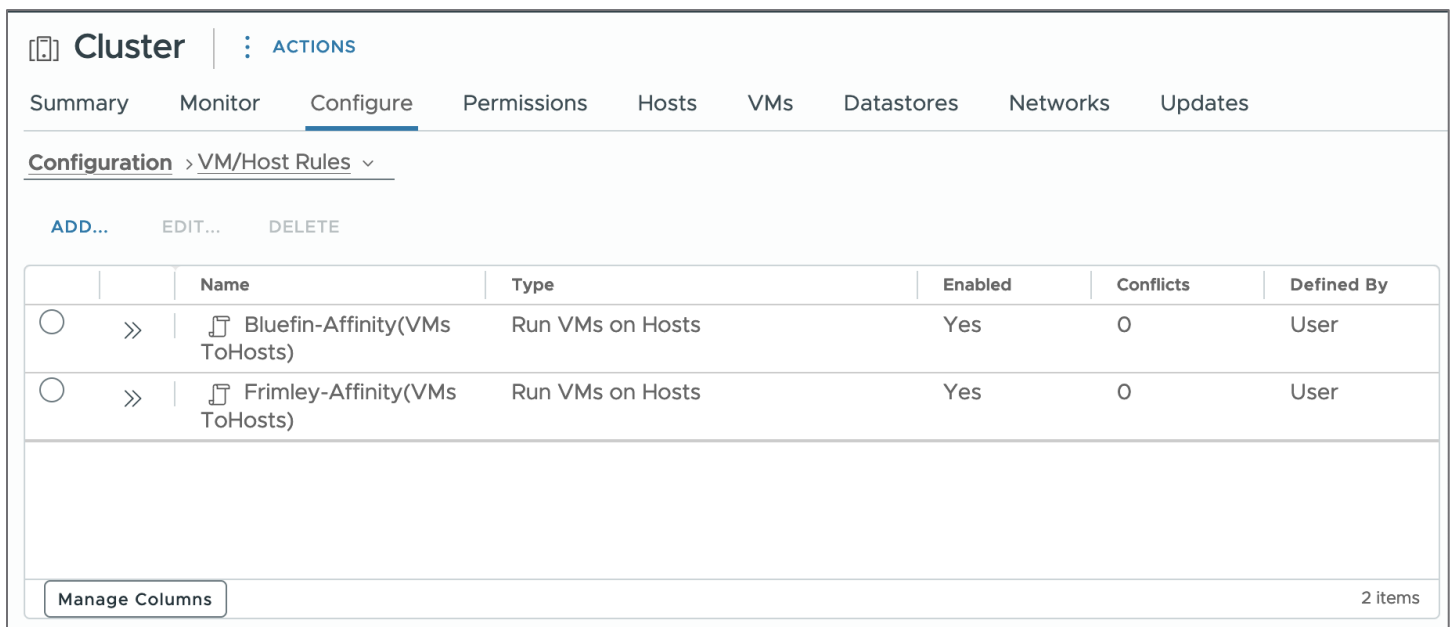 Cluster ACTIONS
Summary Monitor Configure Permissions Hosts VMs Datastores Networks Updates
Configuration > VM/Host Rules
ADD... EDIT... DELETE
Name Type Enabled Conflicts Defined By
Bluefin-Affinity(VMs Run VMs on Hosts Yes 0 User
ToHosts)
Frimley-Affinity(VMs Run VMs on Hosts Yes 0 User
ToHosts)
Manage Columns 2 items